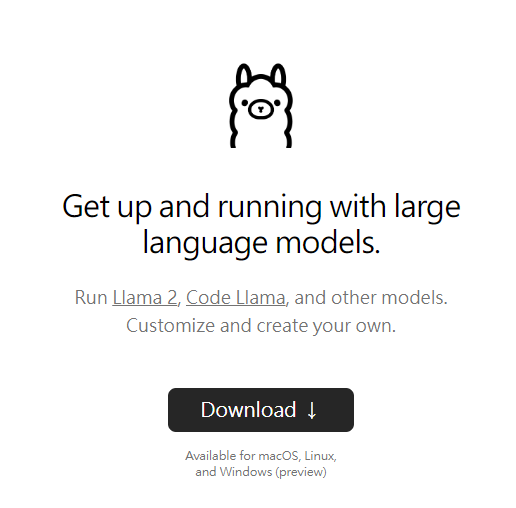 Get up and running with large
language models.
Run Llama 2, Code Llama, and other models.
Customize and create your own.
Download ↓
Available for macOS, Linux,
and Windows (preview)